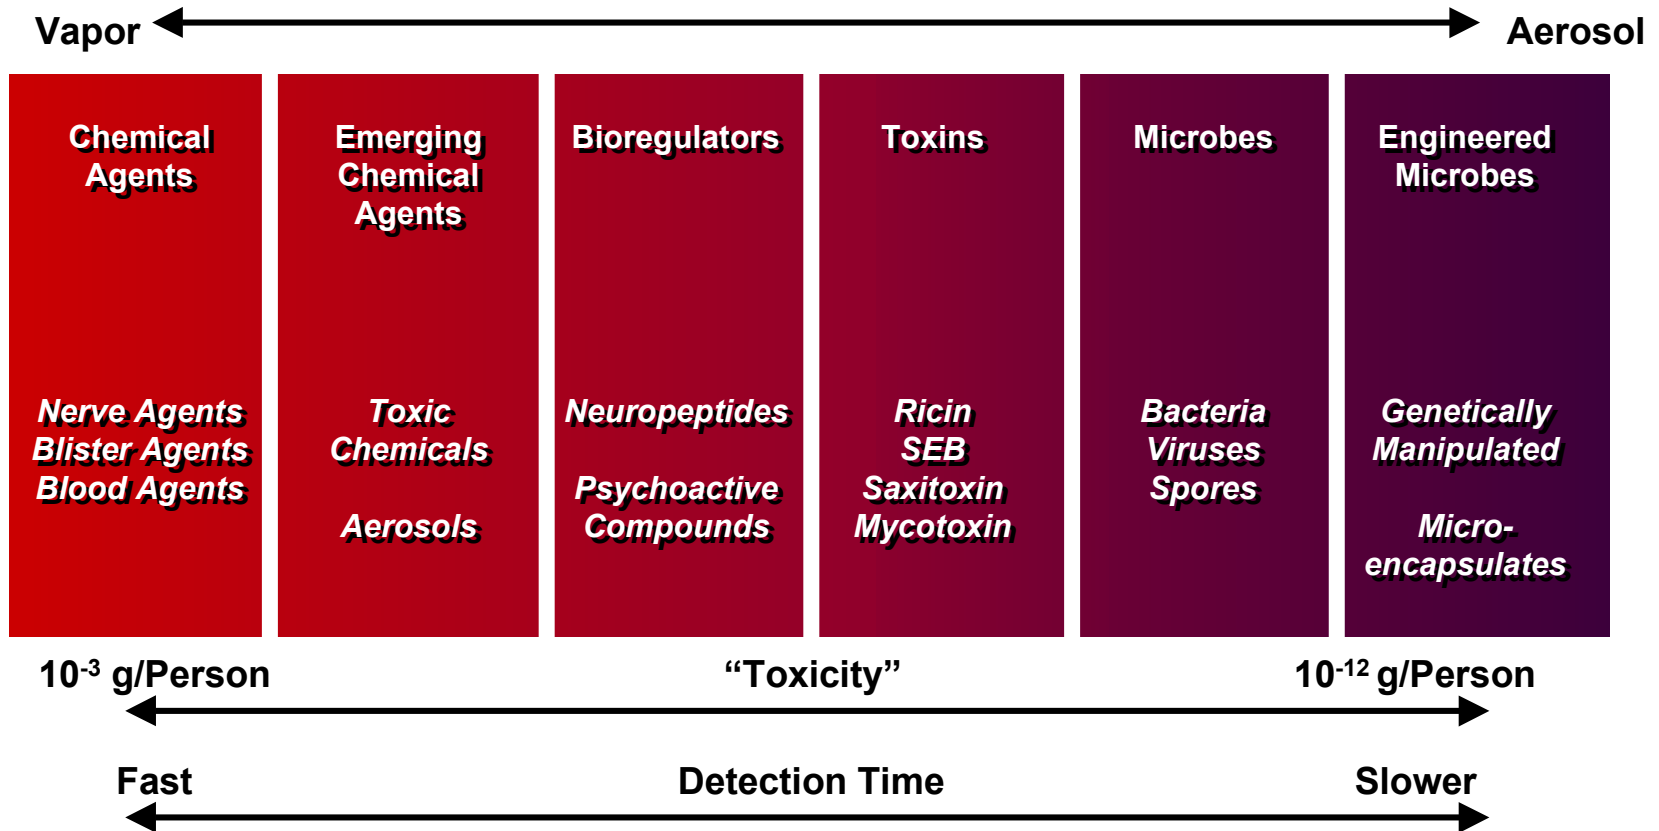 Vapor
Aerosol
Chemical
Agents
Nerve Agents
Blister Agents
Blood Agents
Emerging
Chemical
Agents
Toxic
Chemicals
Aerosols
Bioregulators
Neuropeptides
Psychoactive
Compounds
Toxins
Ricin
SEB
Saxitoxin
Mycotoxin
Microbes
Bacteria
Viruses
Spores
Engineered
Microbes
Genetically
Manipulated
Micro-
encapsulates
10⁻³ g/Person
“Toxicity”
10⁻¹² g/Person
Fast
Detection Time
Slower